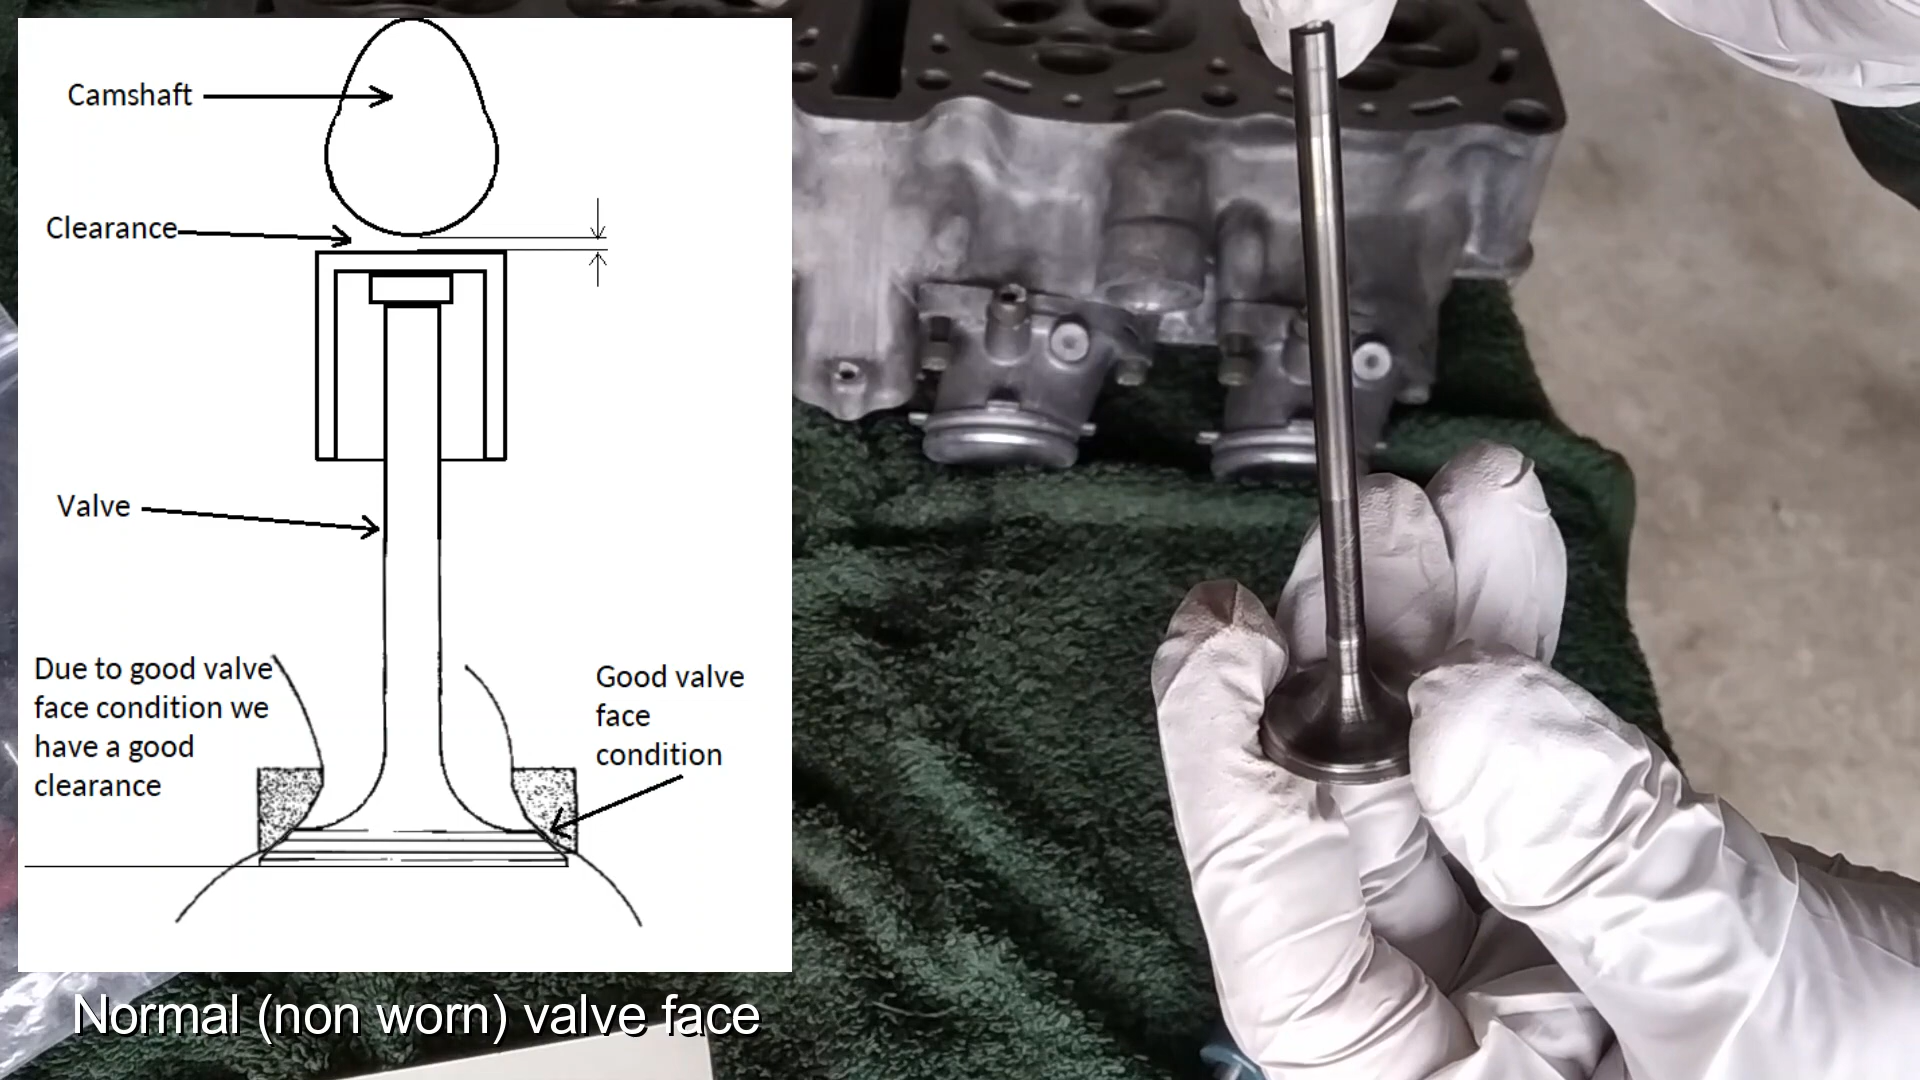 Camshaft
Clearance
Valve
Due to good valve
face condition we
have a good
clearance
Good valve
face
condition
Normal (non worn) valve face